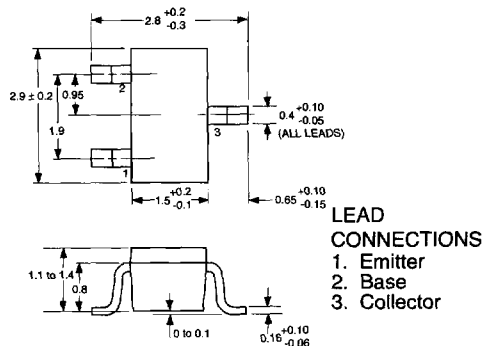 2.8 +0.2 -0.3
2
2.9 ± 0.2
0.95
1.9
0.4 +0.10 -0.05
(ALL LEADS)
3
1
1.5 +0.2 -0.1
0.65 +0.10 -0.15
LEAD
CONNECTIONS
1. Emitter
2. Base
3. Collector
1.1 to 1.4
0.8
0 to 0.1
0.16 +0.10 -0.06